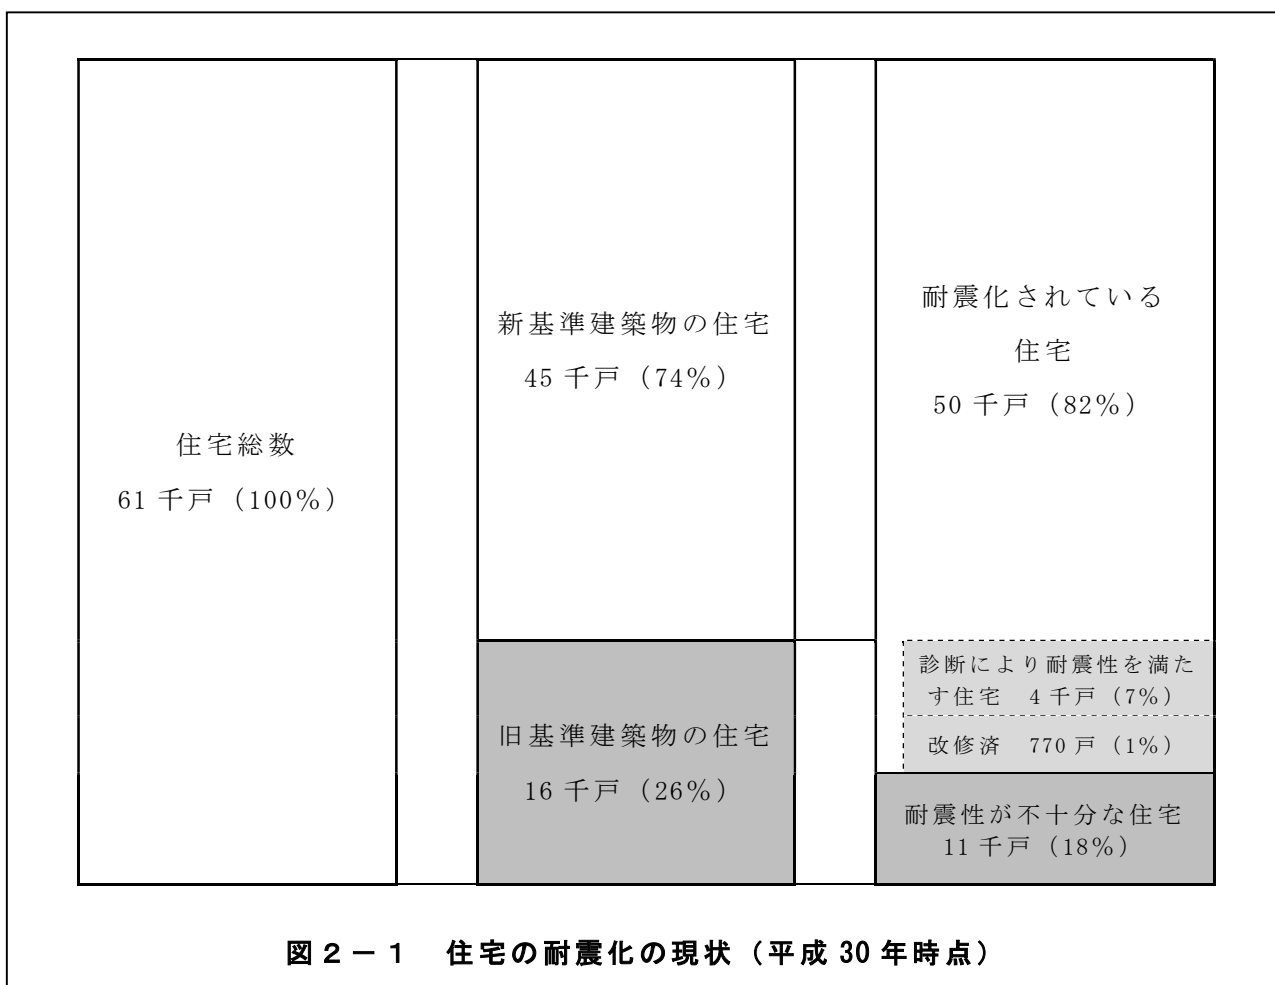 住宅総数
61 千戸（100％）
新基準建築物の住宅
45 千戸（74％）
旧基準建築物の住宅
16 千戸（26％）
耐震化されている
住宅
50 千戸（82％）
診断により耐震性を満た
す住宅　4 千戸（7％）
改修済　770 戸（1％）
耐震性が不十分な住宅
11 千戸（18％）
図２－１　住宅の耐震化の現状（平成 30 年時点）